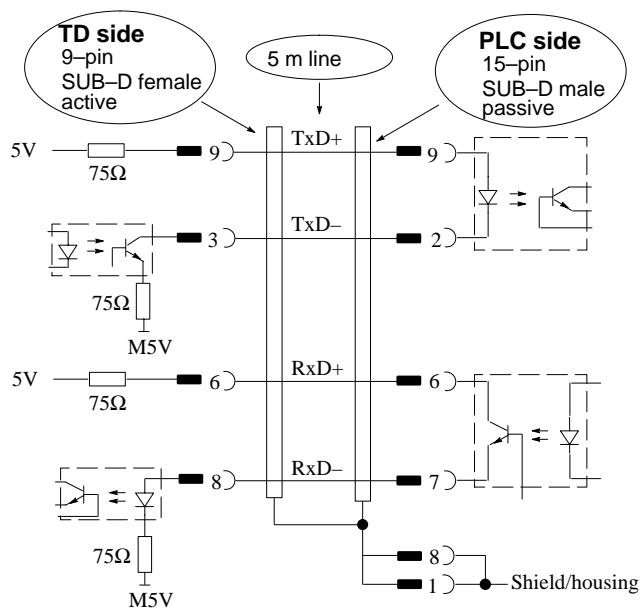 TD side
9–pin
SUB–D female
active
5 m line
PLC side
15–pin
SUB–D male
passive
5V
75Ω
9
TxD+
9
3
TxD–
2
75Ω
M5V
5V
75Ω
6
RxD+
6
8
RxD–
7
75Ω
M5V
8
1
Shield/housing